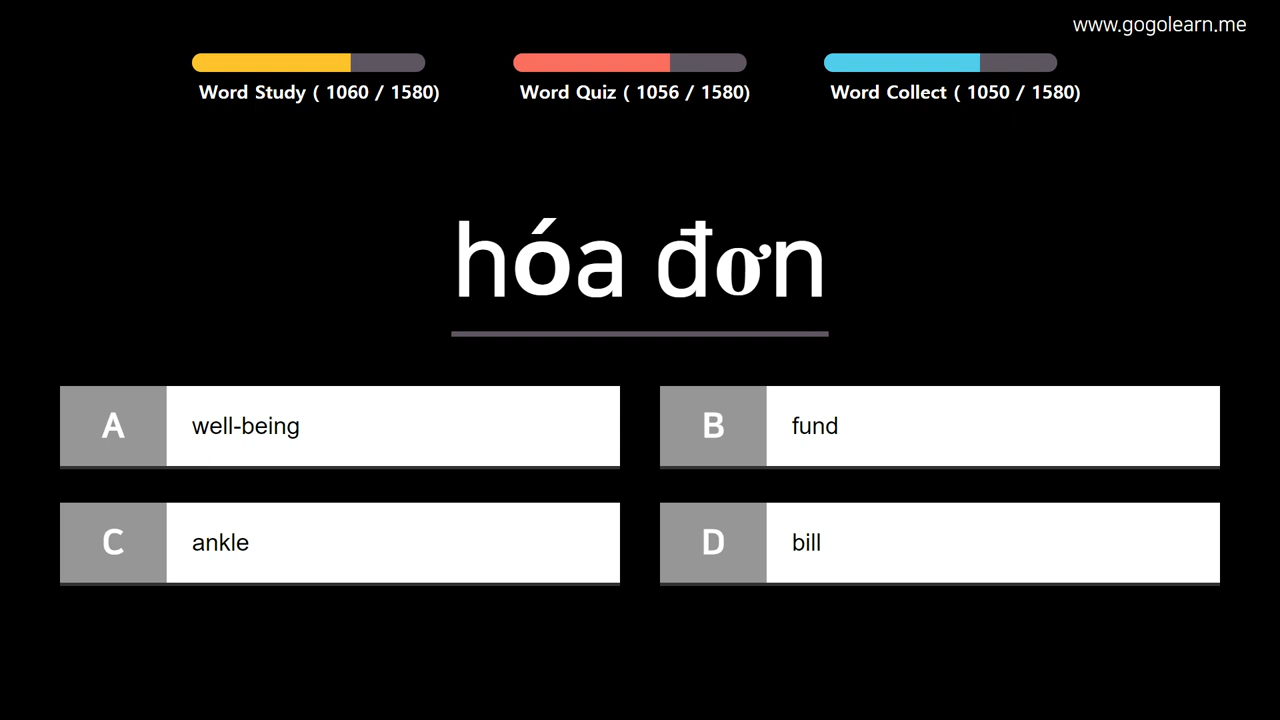 www.gogolearn.me
Word Study ( 1060 / 1580)
Word Quiz ( 1056 / 1580)
Word Collect ( 1050 / 1580)
hóa đơn
A well-being
B fund
C ankle
D bill